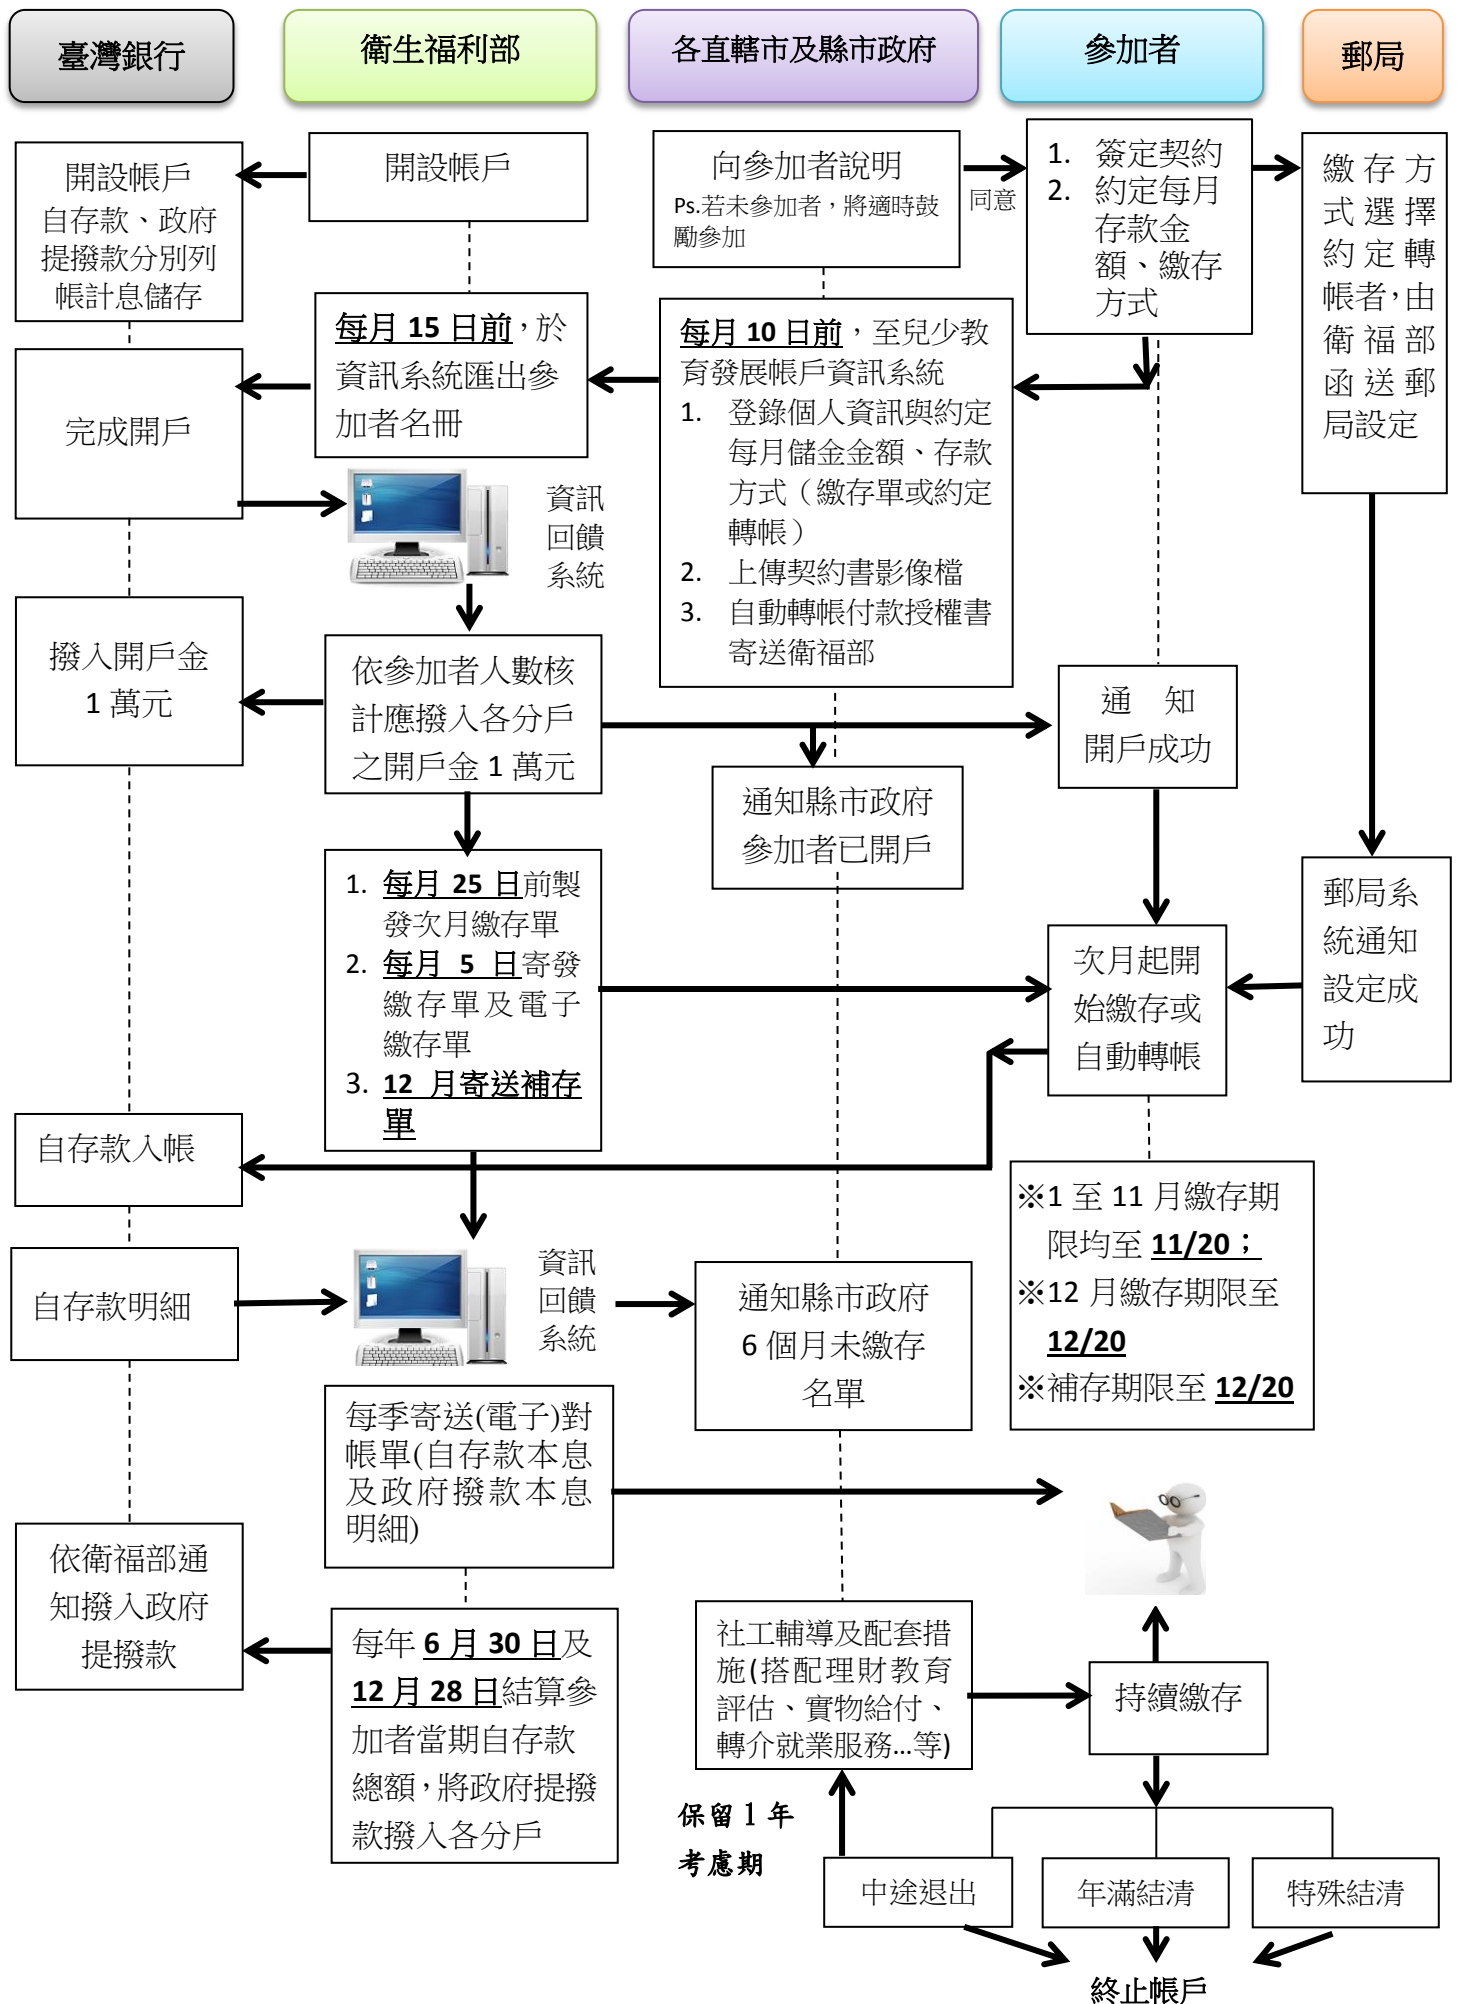 臺灣銀行
衛生福利部
各直轄市及縣市政府
參加者
郵局
開設帳戶
自存款、政府
提撥款分別列
帳計息儲存
開設帳戶
向參加者說明
Ps.若未參加者，將適時鼓
勵參加
同意
1. 簽定契約
2. 約定每月
存款金
額、繳存
方式
繳存方
式選擇
約定轉
帳者，由
衛福部
函送郵
局設定
完成開戶
每月 15 日前，於
資訊系統匯出參
加者名冊
每月 10 日前，至兒少教
育發展帳戶資訊系統
1. 登錄個人資訊與約定
每月儲金金額、存款
方式（繳存單或約定
轉帳）
2. 上傳契約書影像檔
3. 自動轉帳付款授權書
寄送衛福部
資訊
回饋
系統
撥入開戶金
1 萬元
依參加者人數核
計應撥入各分戶
之開戶金 1 萬元
通 知
開戶成功
通知縣市政府
參加者已開戶
1. 每月 25 日前製
發次月繳存單
2. 每月 5 日寄發
繳存單及電子
繳存單
3. 12 月寄送補存
單
次月起開
始繳存或
自動轉帳
郵局系
統通知
設定成
功
自存款入帳
※1 至 11 月繳存期
限均至 11/20；
※12 月繳存期限至
12/20
※補存期限至 12/20
自存款明細
資訊
回饋
系統
通知縣市政府
6 個月未繳存
名單
每季寄送(電子)對
帳單(自存款本息
及政府撥款本息
明細)
依衛福部通
知撥入政府
提撥款
每年 6 月 30 日及
12 月 28 日結算參
加者當期自存款
總額，將政府提撥
款撥入各分戶
社工輔導及配套措
施(搭配理財教育
評估、實物給付、
轉介就業服務…等)
持續繳存
保留 1 年
考慮期
中途退出
年滿結清
特殊結清
終止帳戶